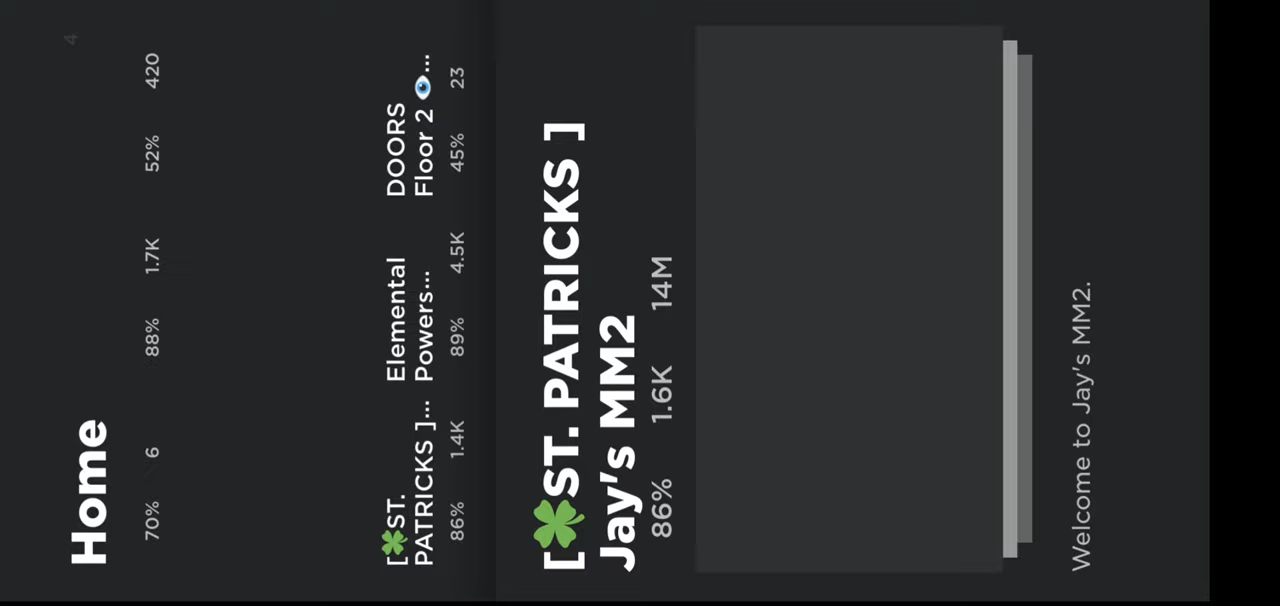 4
Home
70% 6 88% 1.7K 52% 420
[🍀ST. PATRICKS ]...
86% 1.4K
Elemental Powers...
89% 4.5K
DOORS Floor 2 👁️...
45% 23
[🍀ST. PATRICKS ]
Jay's MM2
86% 1.6K 14M
Welcome to Jay's MM2.